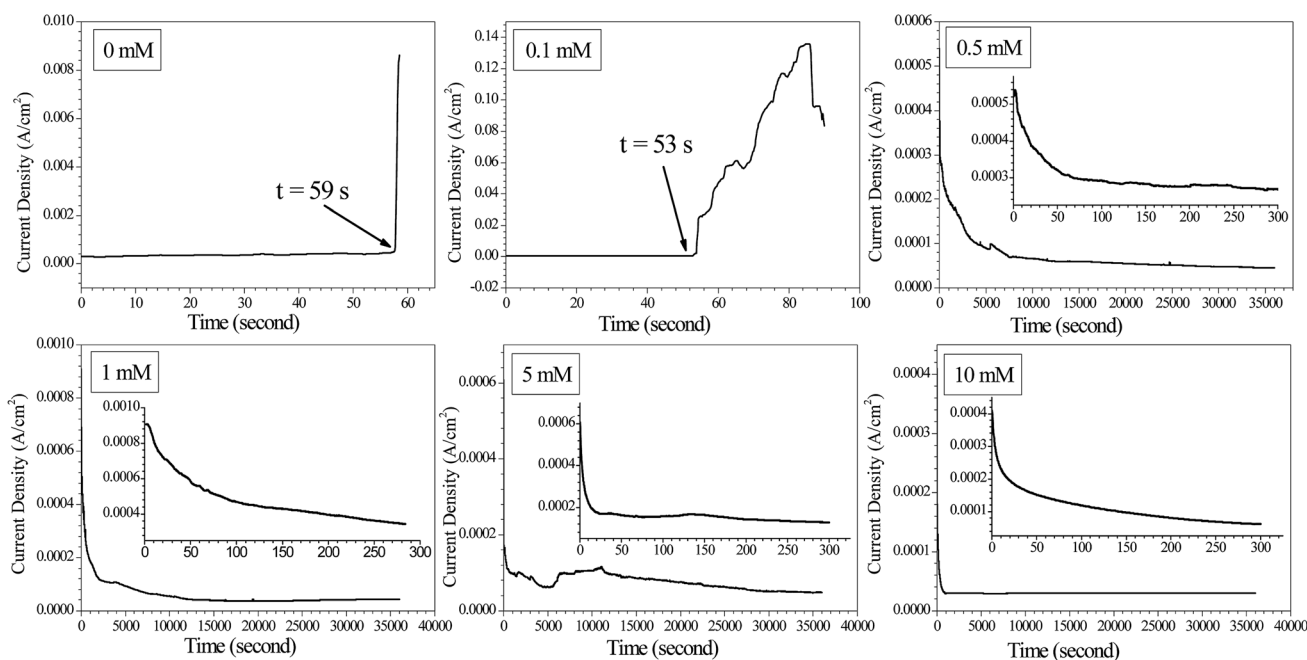 0 mM
Current Density (A/cm²)
0.010
0.008
0.006
0.004
0.002
0.000
t = 59 s
0 10 20 30 40 50 60
Time (second)
0.1 mM
Current Density (A/cm²)
0.14
0.12
0.10
0.08
0.06
0.04
0.02
0.00
-0.02
t = 53 s
0 20 40 60 80 100
Time (second)
0.5 mM
Current Density (A/cm²)
0.0006
0.0005
0.0004
0.0003
0.0002
0.0001
0.0000
0.0005
0.0004
0.0003
0 50 100 150 200 250 300
0 5000 10000 15000 20000 25000 30000 35000
Time (second)
1 mM
Current Density (A/cm²)
0.0010
0.0008
0.0006
0.0004
0.0002
0.0000
0.0010
0.0008
0.0006
0.0004
0 50 100 150 200 250 300
0 5000 10000 15000 20000 25000 30000 35000 40000
Time (second)
5 mM
Current Density (A/cm²)
0.0006
0.0004
0.0002
0.0000
0.0006
0.0004
0.0002
0 50 100 150 200 250 300
0 5000 10000 15000 20000 25000 30000 35000 40000
Time (second)
10 mM
Current Density (A/cm²)
0.0004
0.0003
0.0002
0.0001
0.0000
0.0004
0.0003
0.0002
0.0001
0 50 100 150 200 250 300
0 5000 10000 15000 20000 25000 30000 35000 40000
Time (second)